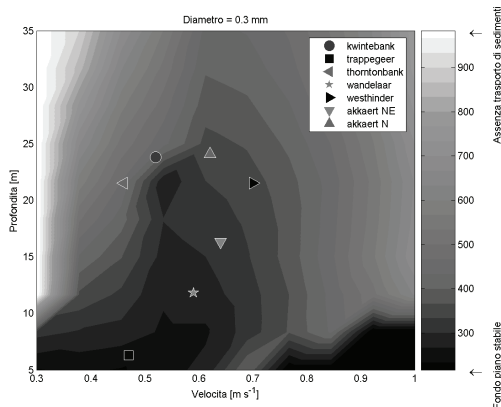 Diametro = 0.3 mm
35
30
25
20
15
10
5
Profondita [m]
0.3
0.4
0.5
0.6
0.7
0.8
0.9
1
Velocita [m s⁻¹]
kwintebank
trappegeer
thorntonbank
wandelaar
westhinder
akkaert NE
akkaert N
900
800
700
600
500
400
300
← Assenza trasporto di sedimenti
← Fondo piano stabile